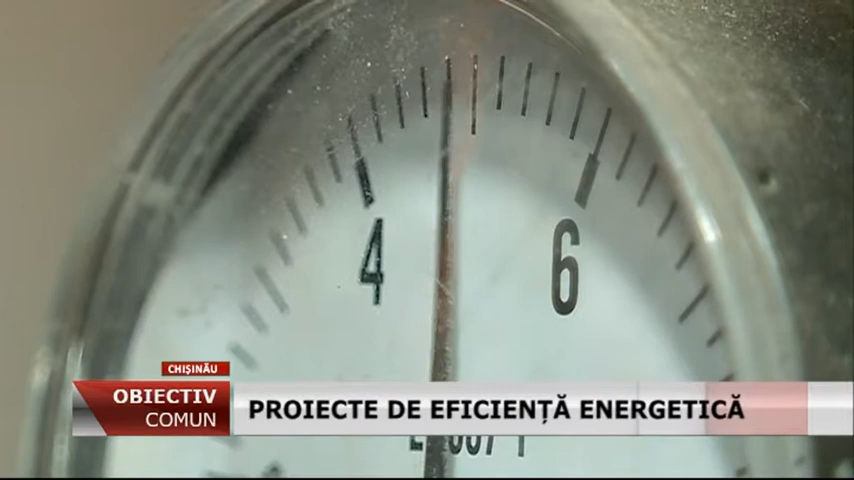 4
6
CHIȘINĂU
OBIECTIV
COMUN
PROIECTE DE EFICIENȚĂ ENERGETICĂ